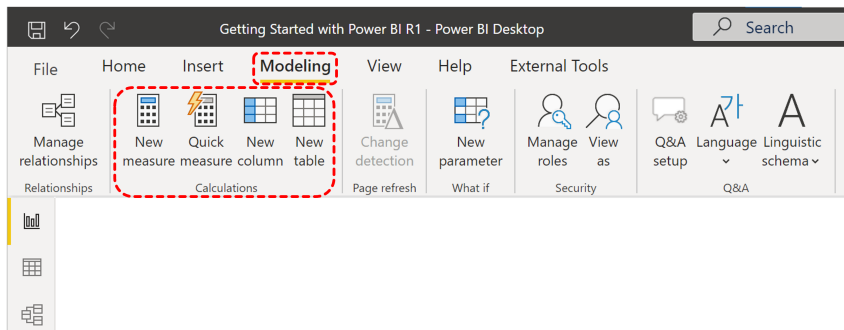 Getting Started with Power BI R1 - Power BI Desktop
Search
File Home Insert Modeling View Help External Tools
Manage relationships
New measure
Quick measure
New column
New table
Change detection
New parameter
Manage roles
View as
Q&A setup
Language
Linguistic schema
Relationships
Calculations
Page refresh
What if
Security
Q&A